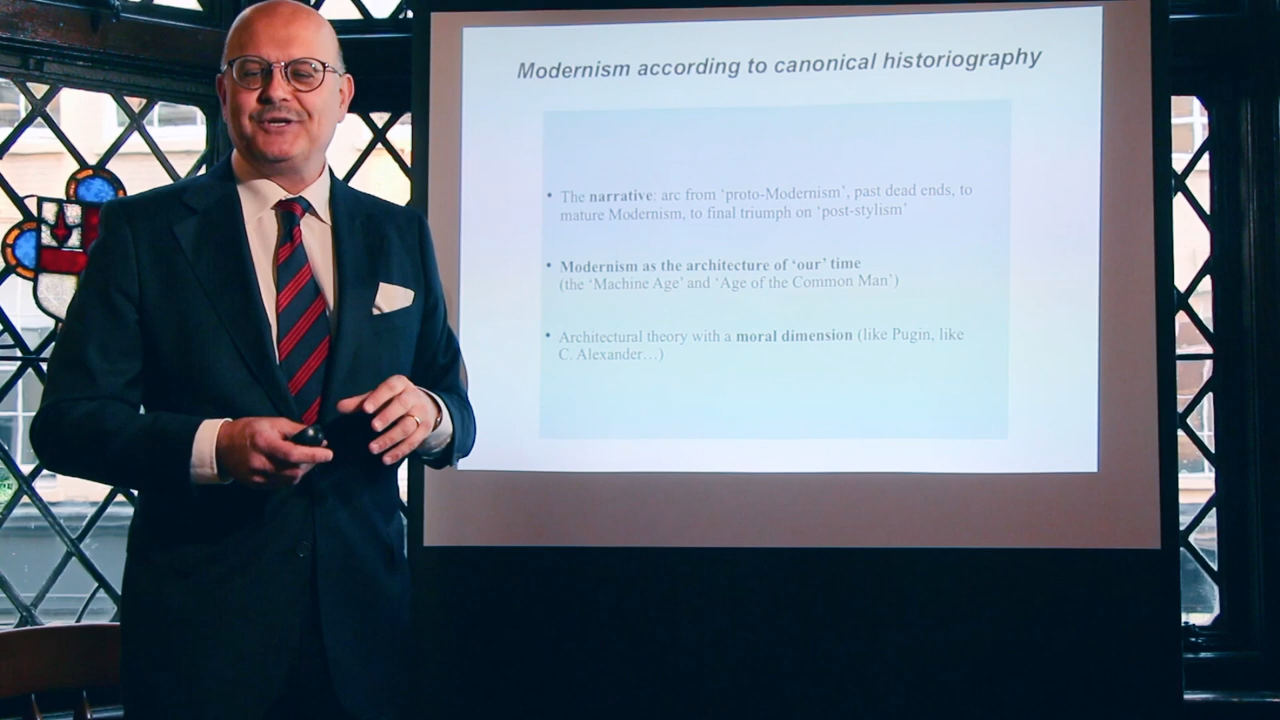 Modernism according to canonical historiography
• The narrative: arc from ‘proto-Modernism’, past dead ends, to
mature Modernism, to final triumph on ‘post-stylism’
• Modernism as the architecture of ‘our’ time
(the ‘Machine Age’ and ‘Age of the Common Man’)
• Architectural theory with a moral dimension (like Pugin, like
C. Alexander…)